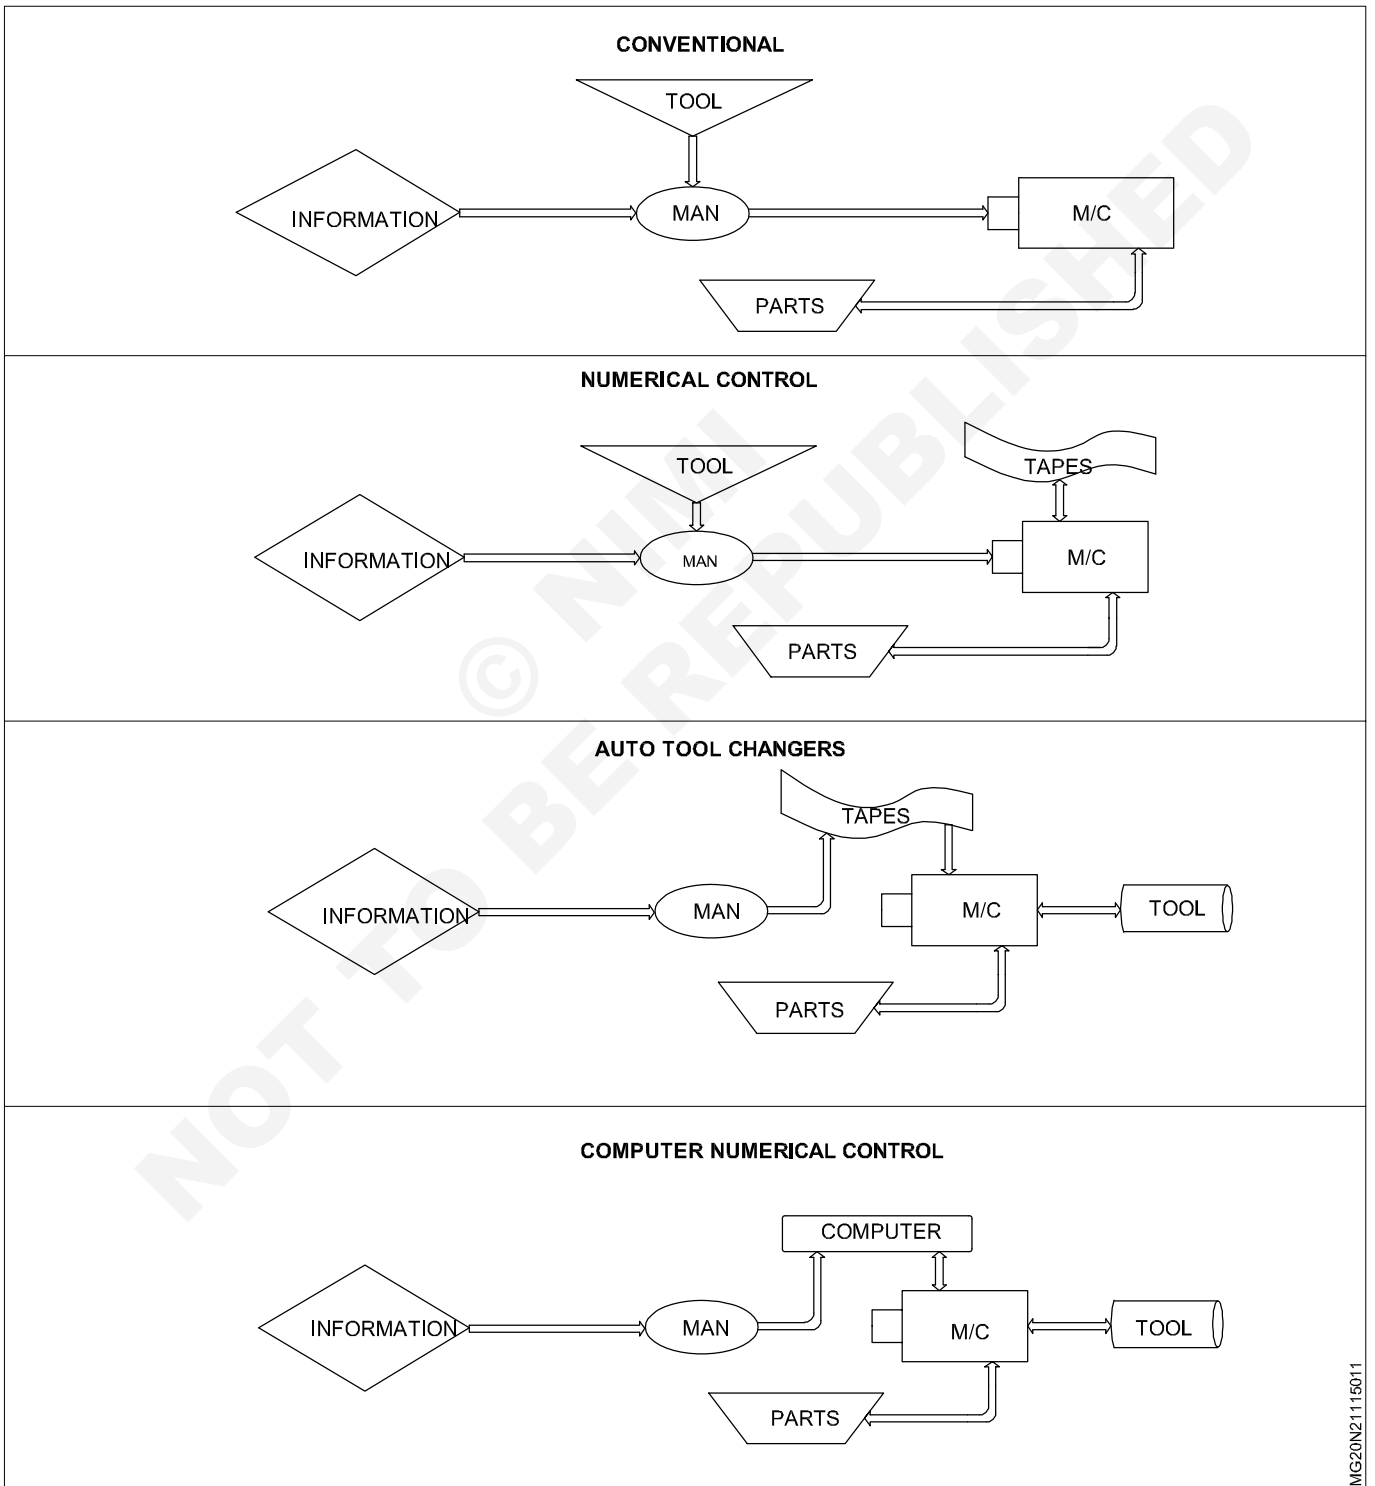 CONVENTIONAL
TOOL
INFORMATION
MAN
M/C
PARTS
NUMERICAL CONTROL
TOOL
TAPES
INFORMATION
MAN
M/C
PARTS
AUTO TOOL CHANGERS
TAPES
INFORMATION
MAN
M/C
TOOL
PARTS
COMPUTER NUMERICAL CONTROL
COMPUTER
INFORMATION
MAN
M/C
TOOL
PARTS
MG20N21115011
© NIMI
NOT TO BE REPUBLISHED